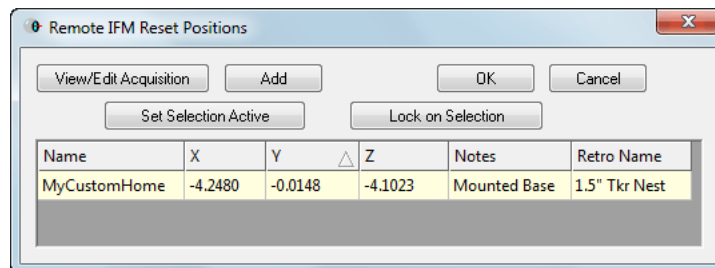 Remote IFM Reset Positions
View/Edit Acquisition Add OK Cancel
Set Selection Active Lock on Selection
Name X Y Z Notes Retro Name
MyCustomHome -4.2480 -0.0148 -4.1023 Mounted Base 1.5" Tkr Nest